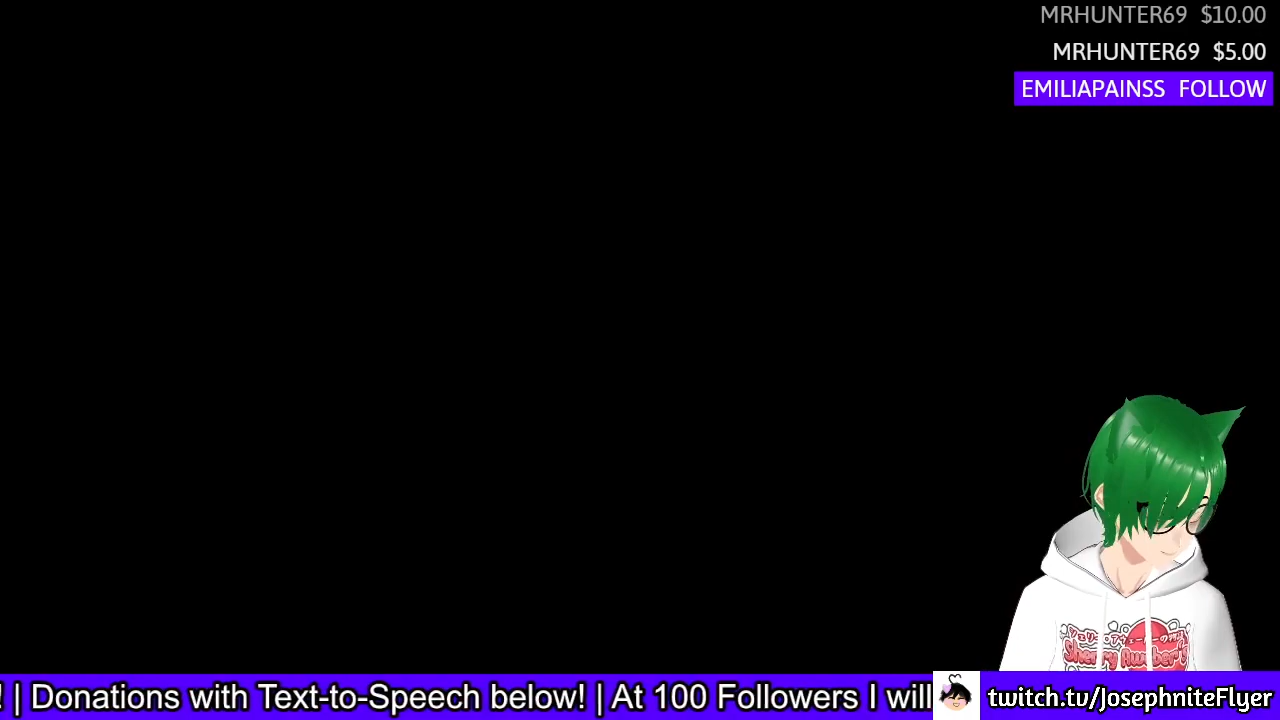 MRHUNTER69 $10.00
MRHUNTER69 $5.00
EMILIAPAINSS FOLLOW
! | Donations with Text-to-Speech below! | At 100 Followers I will
twitch.tv/JosephniteFlyer